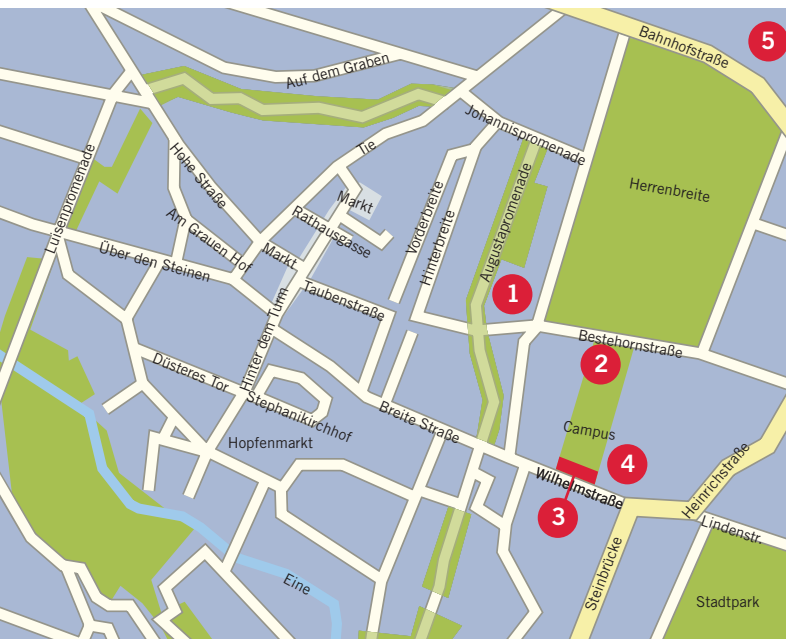 Bahnhofstraße
5
Auf dem Graben
Johannispromenade
Tie
Hohe Straße
Luisenpromenade
Herrenbreite
Markt
Rathausgasse
Vorderbreite
Hinterbreite
Augustapromenade
Am Grauen Hof
Markt
Über den Steinen
Taubenstraße
1
Hinter dem Turm
Bestehornstraße
2
Düsteres Tor
Stephanikirchhof
Breite Straße
Campus
Hopfenmarkt
4
Wilhelmstraße
Heinrichstraße
3
Lindenstr.
Steinbrücke
Eine
Stadtpark